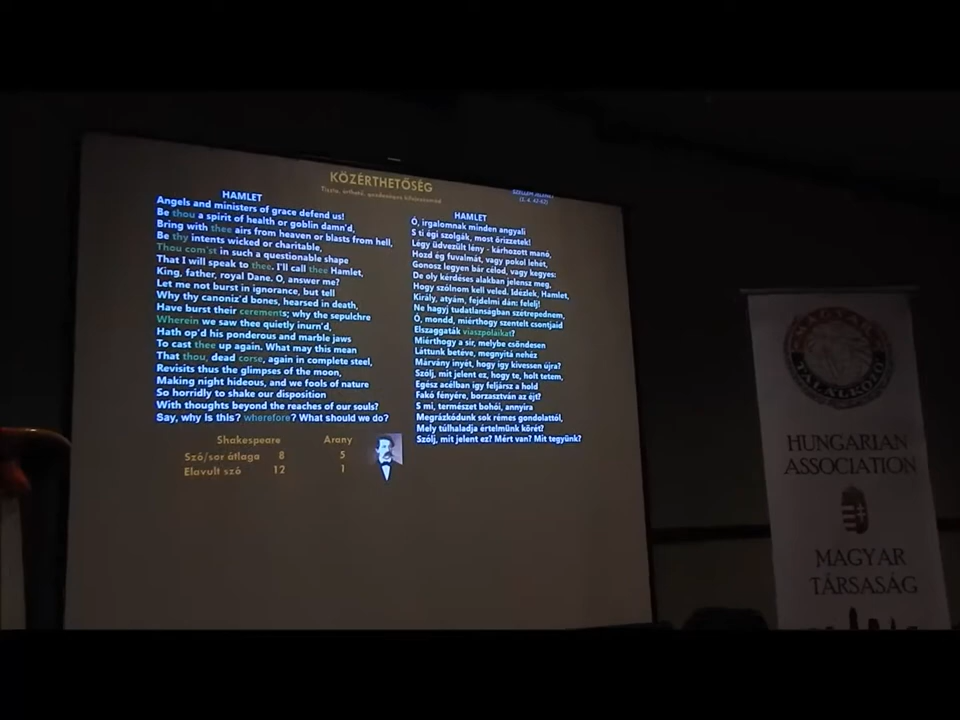 KÖZÉRTHETŐSÉG
HAMLET
Angels and ministers of grace defend us!
Be thou a spirit of health or goblin damn'd,
Bring with thee airs from heaven or blasts from hell,
Be thy intents wicked or charitable,
Thou com'st in such a questionable shape
That I will speak to thee. I'll call thee Hamlet,
King, father, royal Dane. O, answer me?
Let me not burst in ignorance, but tell
Why thy canoniz'd bones, hearsed in death,
Have burst their cerements; why the sepulchre
Wherein we saw thee quietly inurn'd,
Hath op'd his ponderous and marble jaws
To cast thee up again. What may this mean
That thou, dead corse, again in complete steel,
Revisits thus the glimpses of the moon,
Making night hideous, and we fools of nature
So horridly to shake our disposition
With thoughts beyond the reaches of our souls?
Say, why is this? wherefore? What should we do?
HAMLET
Ó, irgalomnak minden angyali
S ti égi szolgák, most őrizzetek!
Légy üdvezült lény - kárhozott manó,
Hozd ég fuvalmát, vagy pokol lehét,
Gonosz legyen bár célod, vagy kegyes:
De oly kérdéses alakban jelensz meg,
Hogy szólnom kell veled. Idézlek, Hamlet,
Király, atyám, fejdelmi dán: felelj!
Ne hagyj tudatlanságban szétrepednem,
Ó, mondd, miérthogy szentelt csontjaid
Elszaggaták viaszpolaikat?
Miérthogy a sír, melybe csöndesen
Láttunk betéve, megnyitá nehéz
Márvány ínyét, hogy így kivessen újra?
Szólj, mit jelent ez, hogy te, holt tetem,
Egész acélban így feljársz a hold
Fakó fényére, borzasztván az éjt?
S mi, természet bohói, annyira
Megrázkódunk sok rémes gondolattól,
Mely túlhaladja értelmünk körét?
Szólj, mit jelent ez? Mért van? Mit tegyünk?
Shakespeare Arany
Szó/sor átlaga 8 5
Elavult szó 12 1
MAGYAR
TALÁLKOZÓ
HUNGARIAN
ASSOCIATION
MAGYAR
TÁRSASÁG